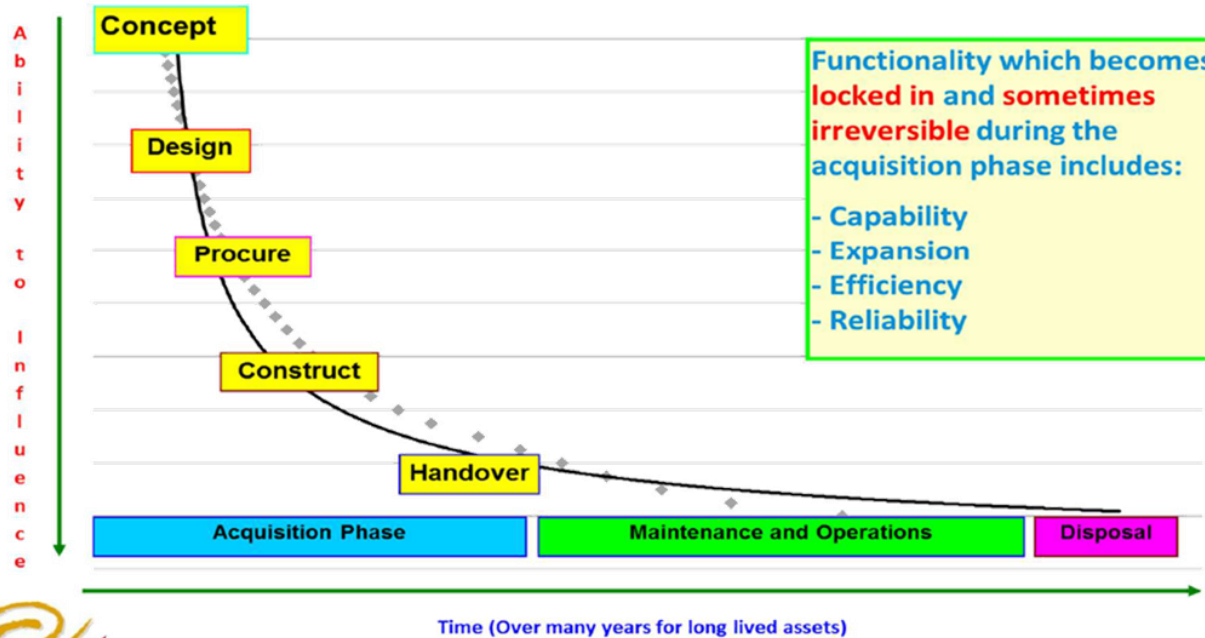 Ability to Influence
Concept
Design
Procure
Construct
Handover
Functionality which becomes
locked in and sometimes
irreversible during the
acquisition phase includes:
- Capability
- Expansion
- Efficiency
- Reliability
Acquisition Phase
Maintenance and Operations
Disposal
Time (Over many years for long lived assets)